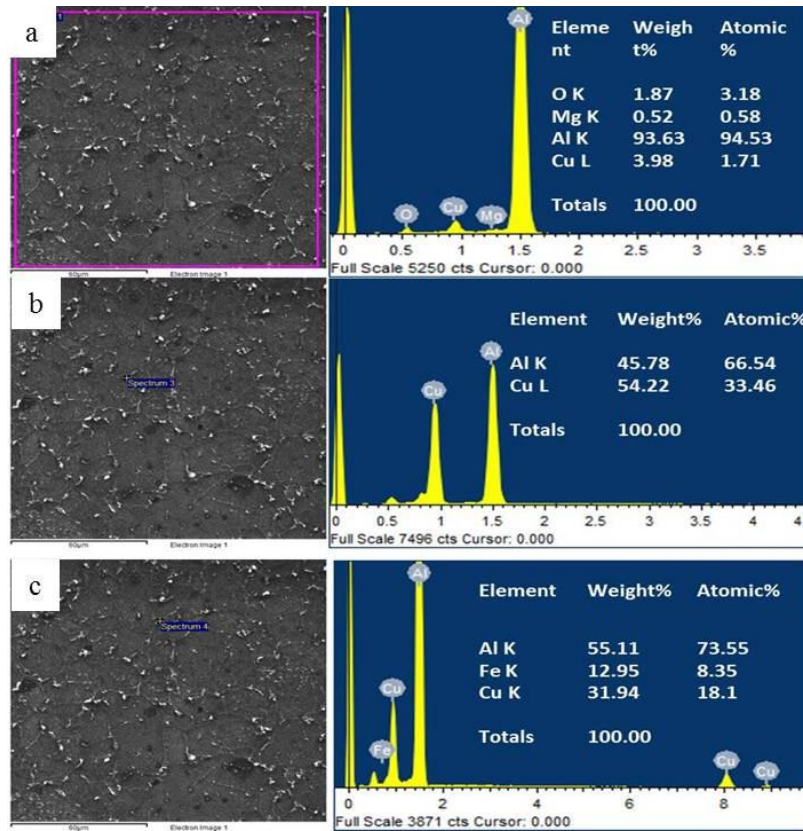 a
1
Eleme Weigh Atomic
nt t% %
O K 1.87 3.18
Mg K 0.52 0.58
Al K 93.63 94.53
Cu L 3.98 1.71
Totals 100.00
Al
O Cu Mg
0 0.5 1 1.5 2 2.5 3 3.5
60µm Electron Image 1
Full Scale 5250 cts Cursor: 0.000
b
Spectrum 3
Element Weight% Atomic%
Al K 45.78 66.54
Cu L 54.22 33.46
Totals 100.00
Al
Cu
0 0.5 1 1.5 2 2.5 3 3.5 4
60µm Electron Image 1
Full Scale 7496 cts Cursor: 0.000
c
Spectrum 4
Element Weight% Atomic%
Al K 55.11 73.55
Fe K 12.95 8.35
Cu K 31.94 18.1
Totals 100.00
Al
Cu
Fe
Cu
Cu
0 2 4 6 8
60µm Electron Image 1
Full Scale 3871 cts Cursor: 0.000